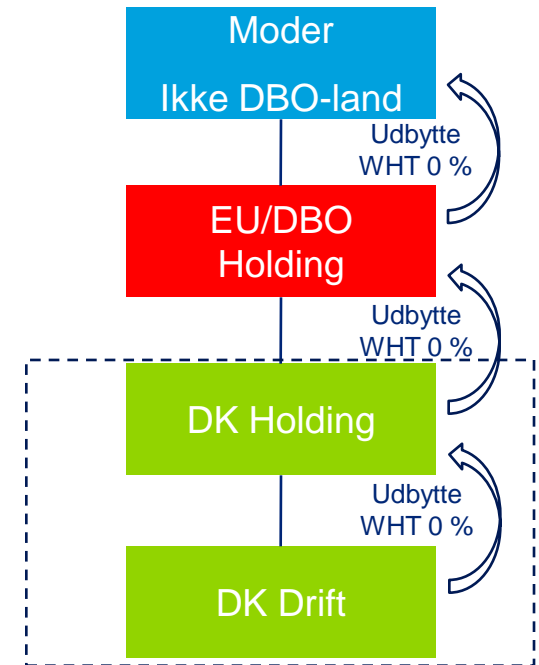 Moder
Ikke DBO-land
Udbytte
WHT 0 %
EU/DBO
Holding
Udbytte
WHT 0 %
DK Holding
Udbytte
WHT 0 %
DK Drift